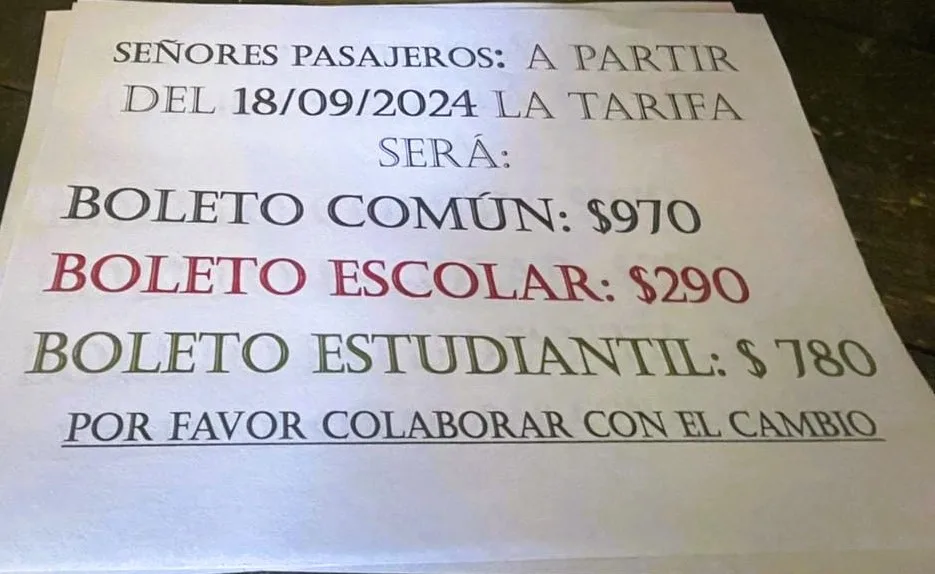 SEÑORES PASAJEROS: A PARTIR
DEL 18/09/2024 LA TARIFA
SERÁ:
BOLETO COMÚN: $970
BOLETO ESCOLAR: $290
BOLETO ESTUDIANTIL: $ 780
POR FAVOR COLABORAR CON EL CAMBIO